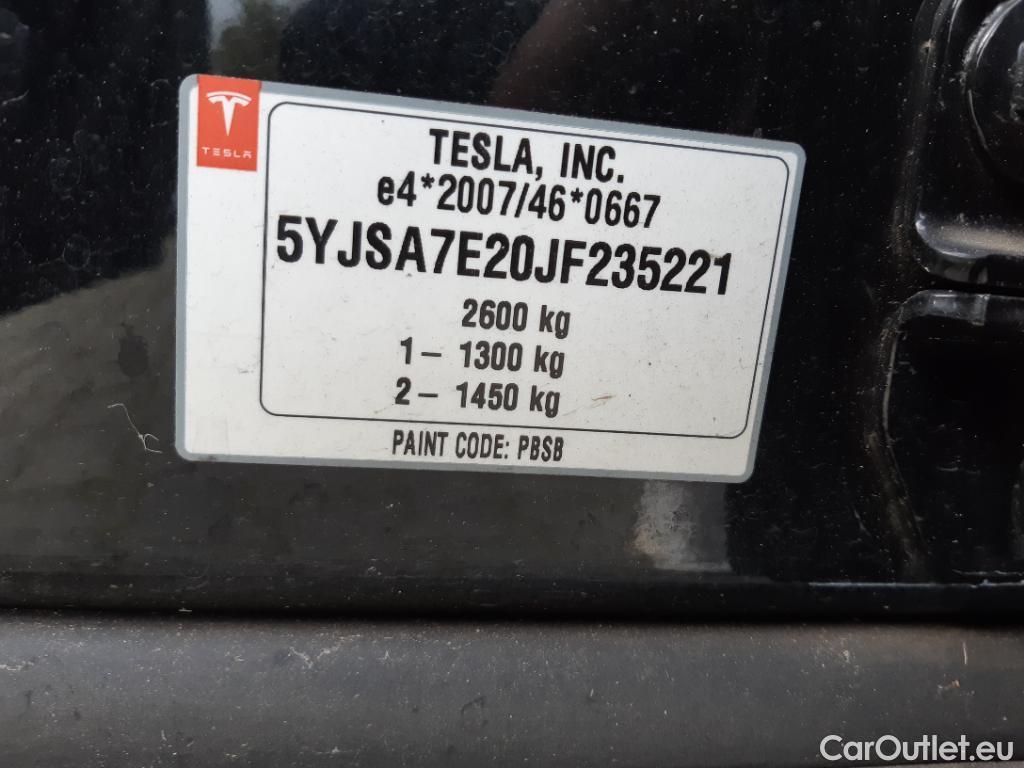 TESLA
TESLA, INC.
e4*2007/46*0667
5YJSA7E20JF235221
2600 kg
1– 1300 kg
2– 1450 kg
PAINT CODE: PBSB
CarOutlet.eu